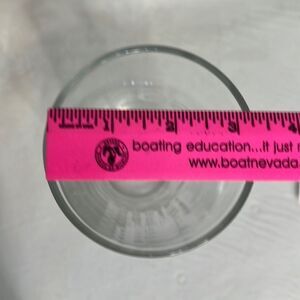 1 2 3 4
boating education...it just
www.boatnevada.